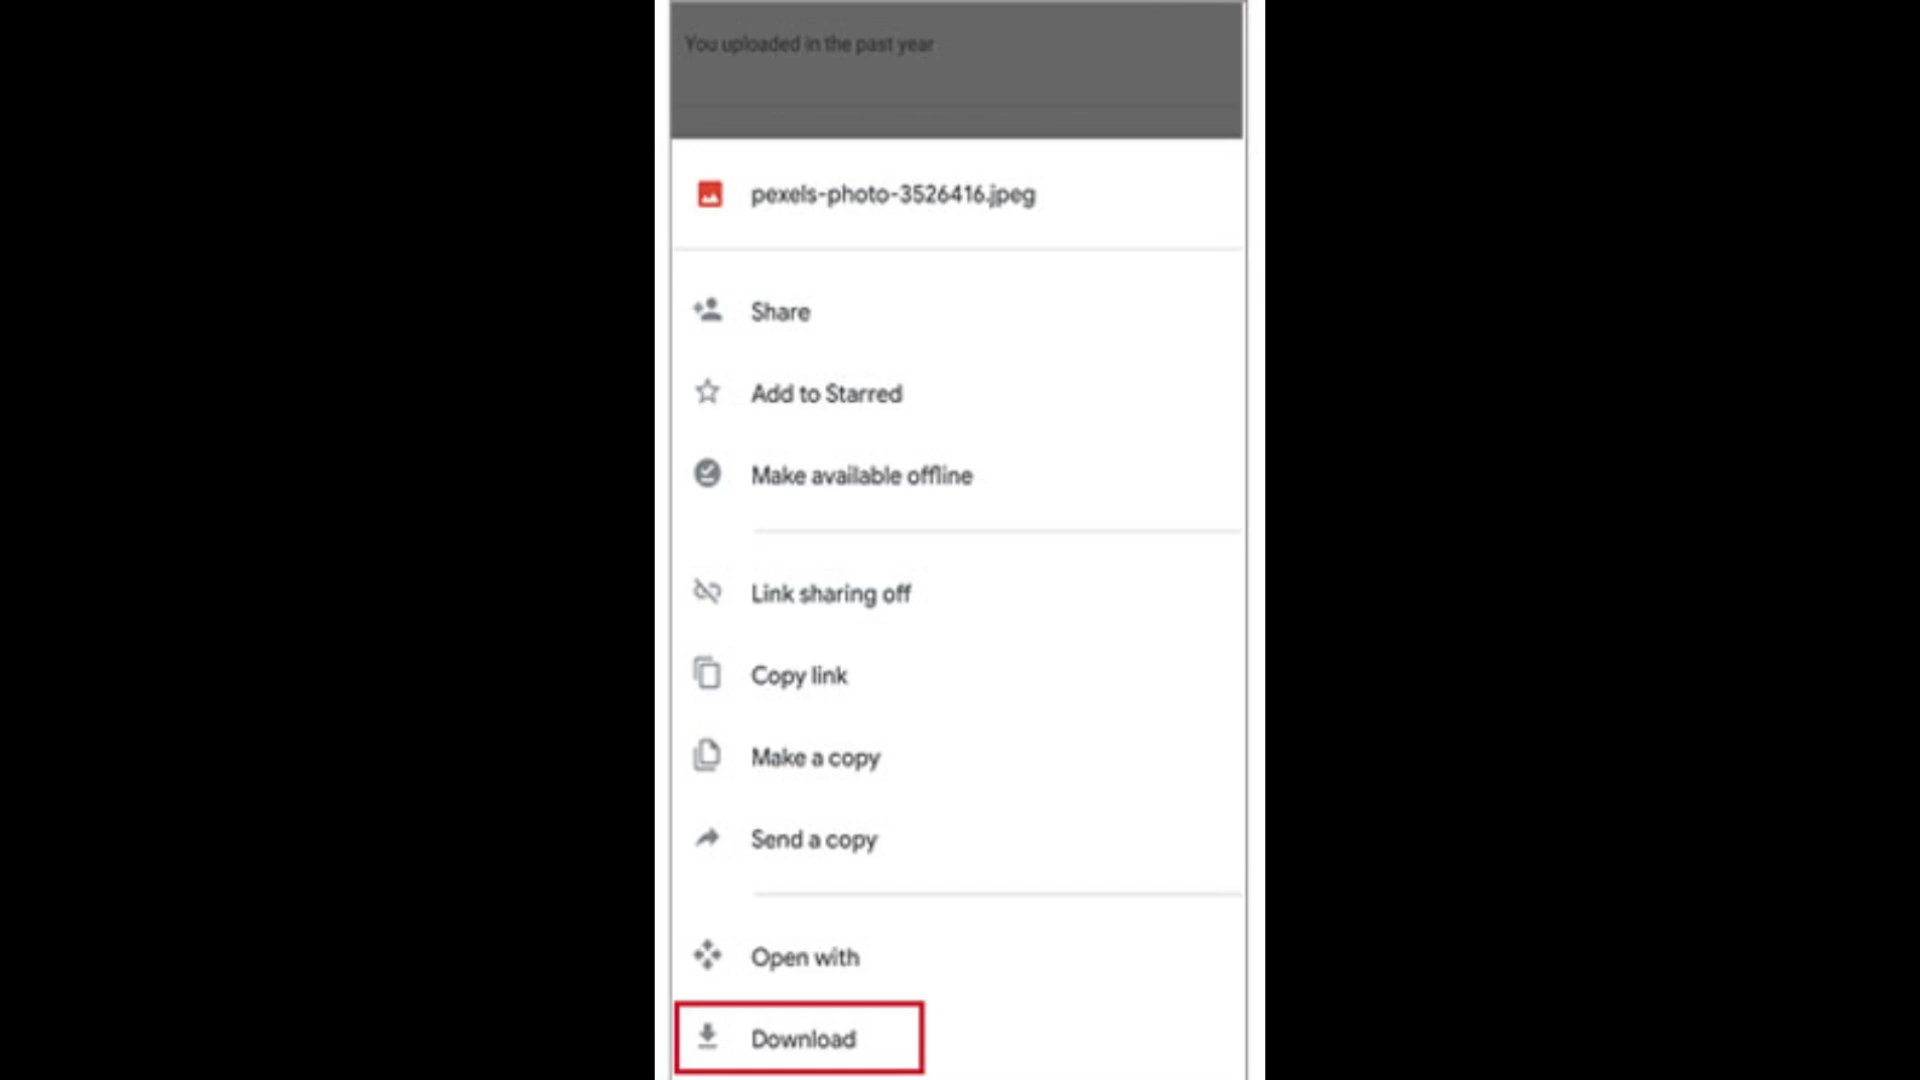 You uploaded in the past year
pexels-photo-3526416.jpeg
Share
Add to Starred
Make available offline
Link sharing off
Copy link
Make a copy
Send a copy
Open with
Download